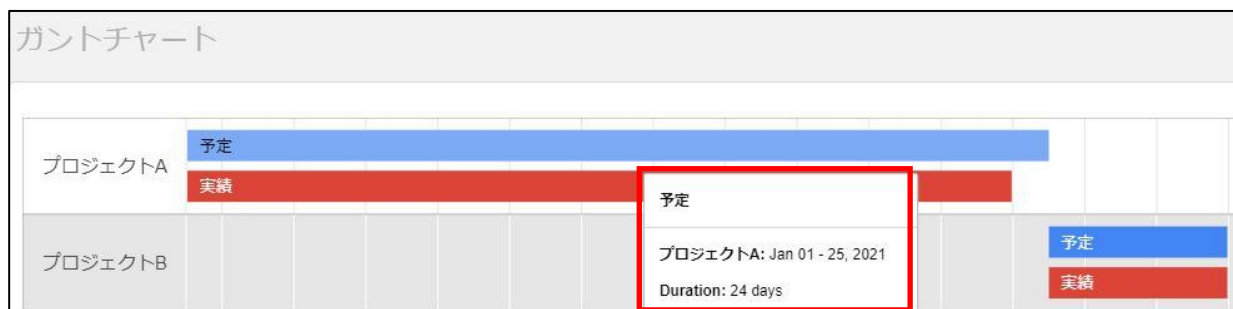 ガントチャート
プロジェクトA
予定
実績
予定
プロジェクトA: Jan 01 - 25, 2021
Duration: 24 days
プロジェクトB
予定
実績